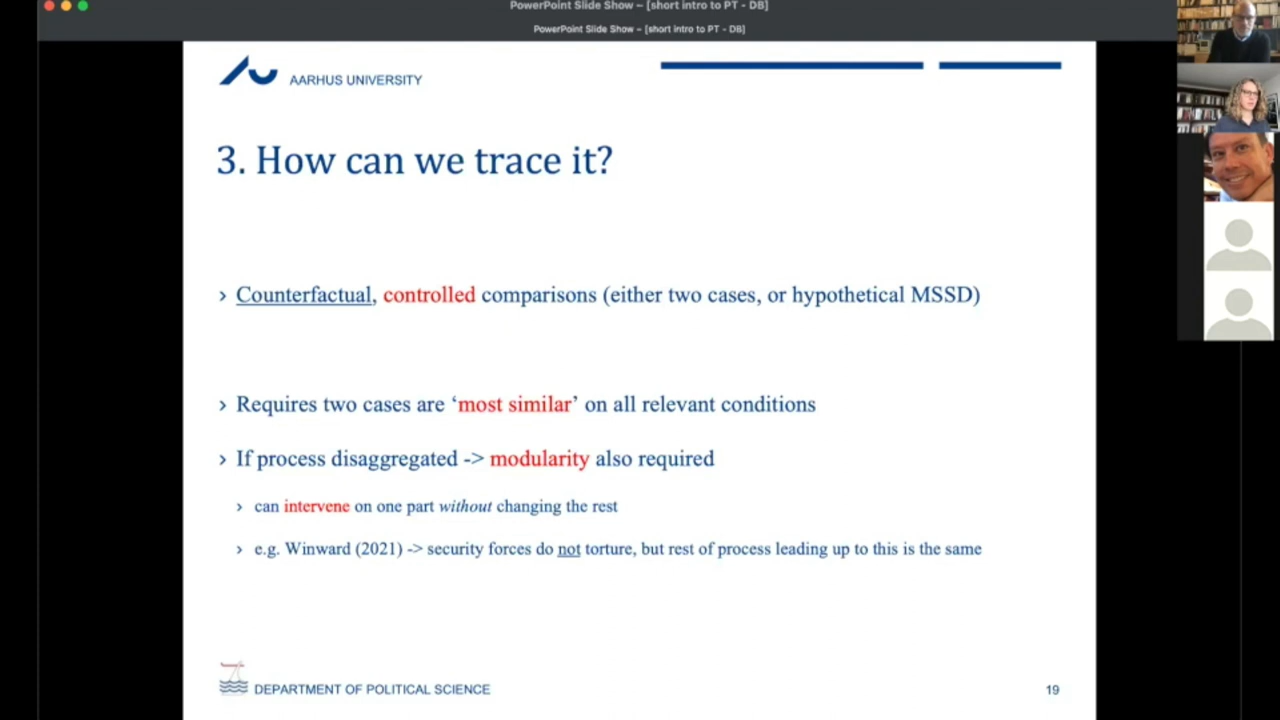 PowerPoint Slide Show – [short intro to PT - DB]
PowerPoint Slide Show – [short intro to PT - DB]
AARHUS UNIVERSITY
3. How can we trace it?
› Counterfactual, controlled comparisons (either two cases, or hypothetical MSSD)
› Requires two cases are ‘most similar’ on all relevant conditions
› If process disaggregated -> modularity also required
› can intervene on one part without changing the rest
› e.g. Winward (2021) -> security forces do not torture, but rest of process leading up to this is the same
DEPARTMENT OF POLITICAL SCIENCE
19